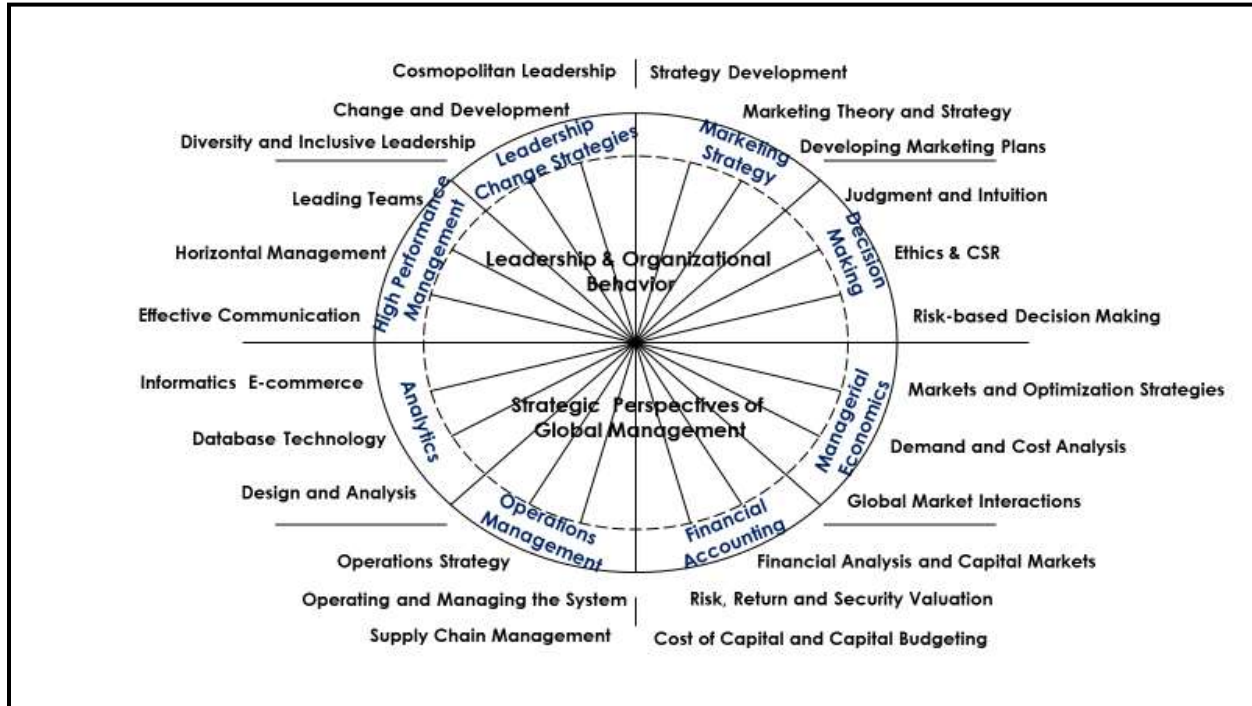 Cosmopolitan Leadership
Strategy Development
Change and Development
Marketing Theory and Strategy
Diversity and Inclusive Leadership
Developing Marketing Plans
Leadership
Change Strategies
Marketing
Strategy
Leading Teams
Judgment and Intuition
High Performance
Management
Decision
Making
Horizontal Management
Ethics & CSR
Leadership & Organizational
Behavior
Effective Communication
Risk-based Decision Making
Informatics E-commerce
Markets and Optimization Strategies
Analytics
Strategic Perspectives of
Global Management
Managerial
Economics
Database Technology
Demand and Cost Analysis
Design and Analysis
Global Market Interactions
Operations
Management
Financial
Accounting
Operations Strategy
Financial Analysis and Capital Markets
Operating and Managing the System
Risk, Return and Security Valuation
Supply Chain Management
Cost of Capital and Capital Budgeting